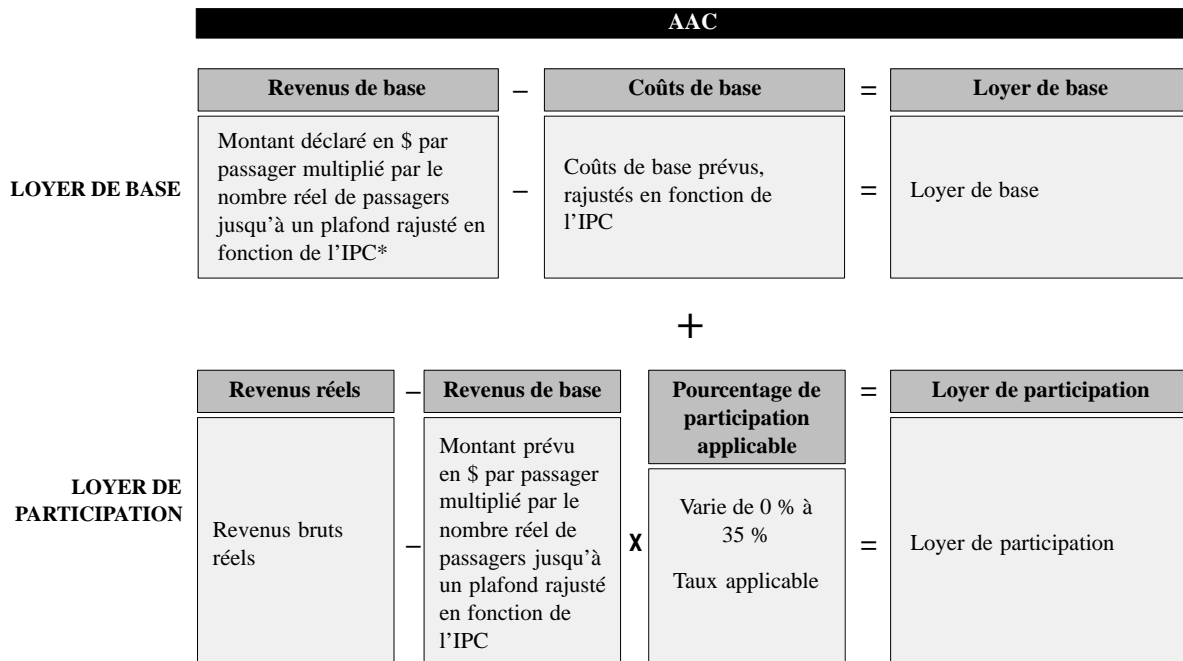 AAC
Revenus de base
–
Coûts de base
=
Loyer de base
LOYER DE BASE
Montant déclaré en $ par
passager multiplié par le
nombre réel de passagers
jusqu’à un plafond rajusté en
fonction de l’IPC*
–
Coûts de base prévus,
rajustés en fonction de
l’IPC
=
Loyer de base
+
Revenus réels
–
Revenus de base
Pourcentage de
participation
applicable
=
Loyer de participation
LOYER DE
PARTICIPATION
Revenus bruts
réels
–
Montant prévu
en $ par passager
multiplié par le
nombre réel de
passagers jusqu’à
un plafond rajusté
en fonction de
l’IPC
X
Varie de 0 % à
35 %
Taux applicable
=
Loyer de participation